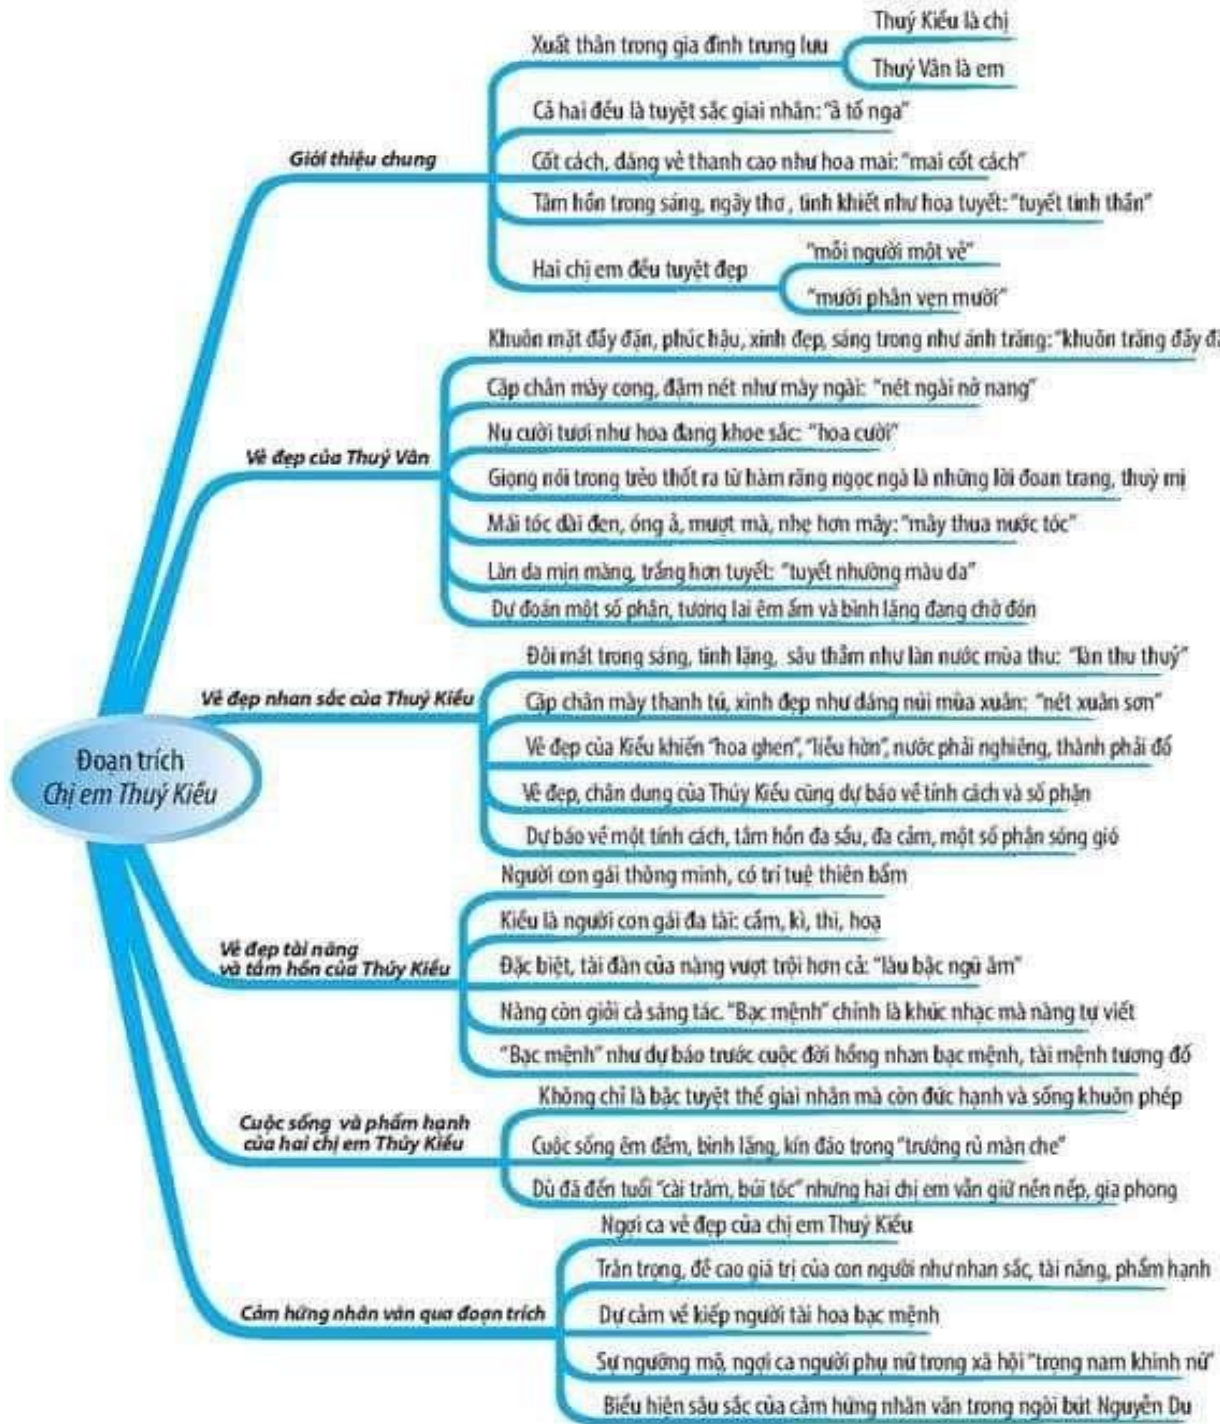 Thuý Kiều là chị
Xuất thân trong gia đình trung lưu
Thuý Vân là em
Cả hai đều là tuyệt sắc giai nhân: "ả tố nga"
Giới thiệu chung
Cốt cách, dáng vẻ thanh cao như hoa mai: "mai cốt cách"
Tâm hồn trong sáng, ngây thơ, tinh khiết như hoa tuyết: "tuyết tinh thần"
"mỗi người một vẻ"
Hai chị em đều tuyệt đẹp
"mười phân vẹn mười"
Khuôn mặt đầy đặn, phúc hậu, xinh đẹp, sáng trong như ánh trăng: "khuôn trăng đầy đặ
Cặp chân mày cong, đậm nét như mày ngài: "nét ngài nở nang"
Nụ cười tươi như hoa đang khoe sắc: "hoa cười"
Vẻ đẹp của Thuý Vân
Giọng nói trong trẻo thốt ra từ hàm răng ngọc ngà là những lời đoan trang, thuỳ mị
Mái tóc dài đen, óng ả, mượt mà, nhẹ hơn mây: "mây thua nước tóc"
Làn da mịn màng, trắng hơn tuyết: "tuyết nhường màu da"
Dự đoán một số phận, tương lai êm ấm và bình lặng đang chờ đón
Đôi mắt trong sáng, tĩnh lặng, sâu thẳm như làn nước mùa thu: "làn thu thuỷ"
Vẻ đẹp nhan sắc của Thuý Kiều
Cặp chân mày thanh tú, xinh đẹp như dáng núi mùa xuân: "nét xuân sơn"
Vẻ đẹp của Kiều khiến "hoa ghen", "liễu hờn", nước phải nghiêng, thành phải đổ
Đoạn trích
Chị em Thuý Kiều
Vẻ đẹp, chân dung của Thúy Kiều cũng dự báo về tính cách và số phận
Dự báo về một tính cách, tâm hồn đa sầu, đa cảm, một số phận sóng gió
Người con gái thông minh, có trí tuệ thiên bẩm
Kiều là người con gái đa tài: cầm, kì, thi, hoạ
Vẻ đẹp tài năng
và tâm hồn của Thúy Kiều
Đặc biệt, tài đàn của nàng vượt trội hơn cả: "làu bậc ngũ âm"
Nàng còn giỏi cả sáng tác. "Bạc mệnh" chính là khúc nhạc mà nàng tự viết
"Bạc mệnh" như dự báo trước cuộc đời hồng nhan bạc mệnh, tài mệnh tương đố
Không chỉ là bậc tuyệt thế giai nhân mà còn đức hạnh và sống khuôn phép
Cuộc sống và phẩm hạnh
của hai chị em Thúy Kiều
Cuộc sống êm đềm, bình lặng, kín đáo trong "trướng rủ màn che"
Dù đã đến tuổi "cài trâm, búi tóc" nhưng hai chị em vẫn giữ nền nếp, gia phong
Ngợi ca vẻ đẹp của chị em Thuý Kiều
Trân trọng, đề cao giá trị của con người như nhan sắc, tài năng, phẩm hạnh
Cảm hứng nhân văn qua đoạn trích
Dự cảm về kiếp người tài hoa bạc mệnh
Sự ngưỡng mộ, ngợi ca người phụ nữ trong xã hội "trọng nam khinh nữ"
Biểu hiện sâu sắc của cảm hứng nhân văn trong ngòi bút Nguyễn Du